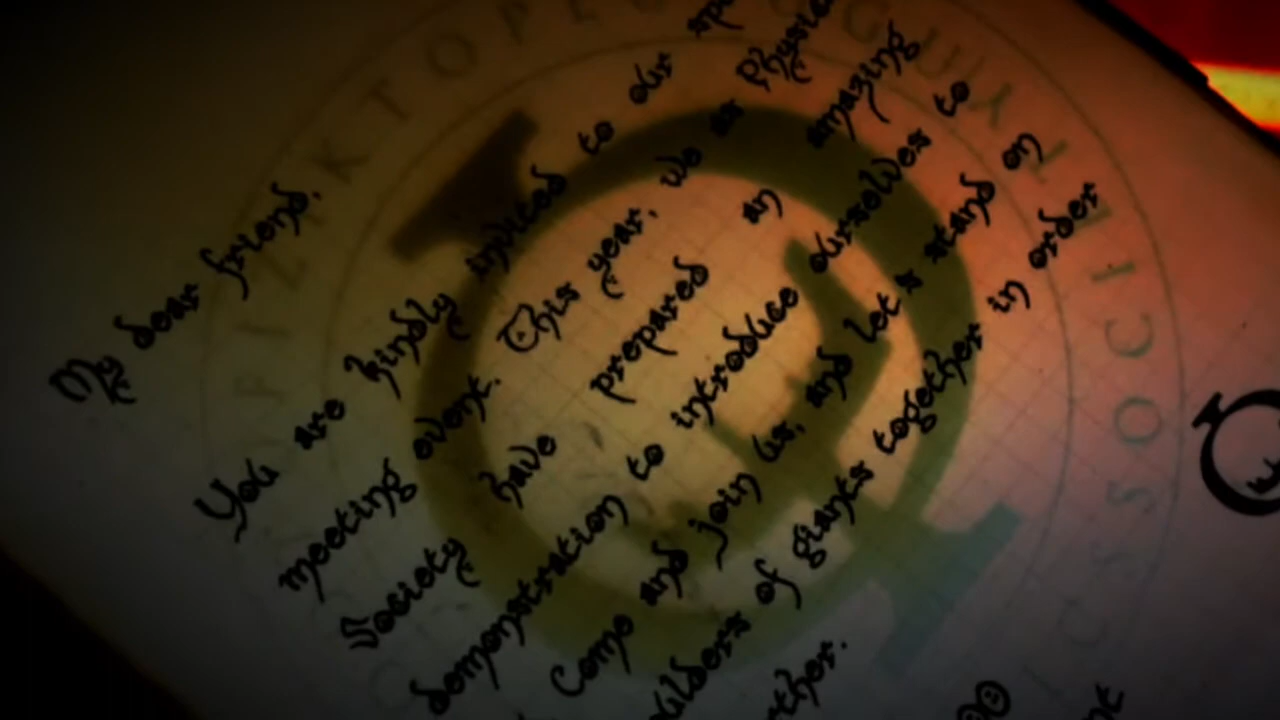 My dear friend,
You are kindly invited to our
meeting event. This year, we as
Society have prepared an amazing
demonstration to introduce ourselves to
Come and join us, and let's stand on
of giants together in order
SOCIE